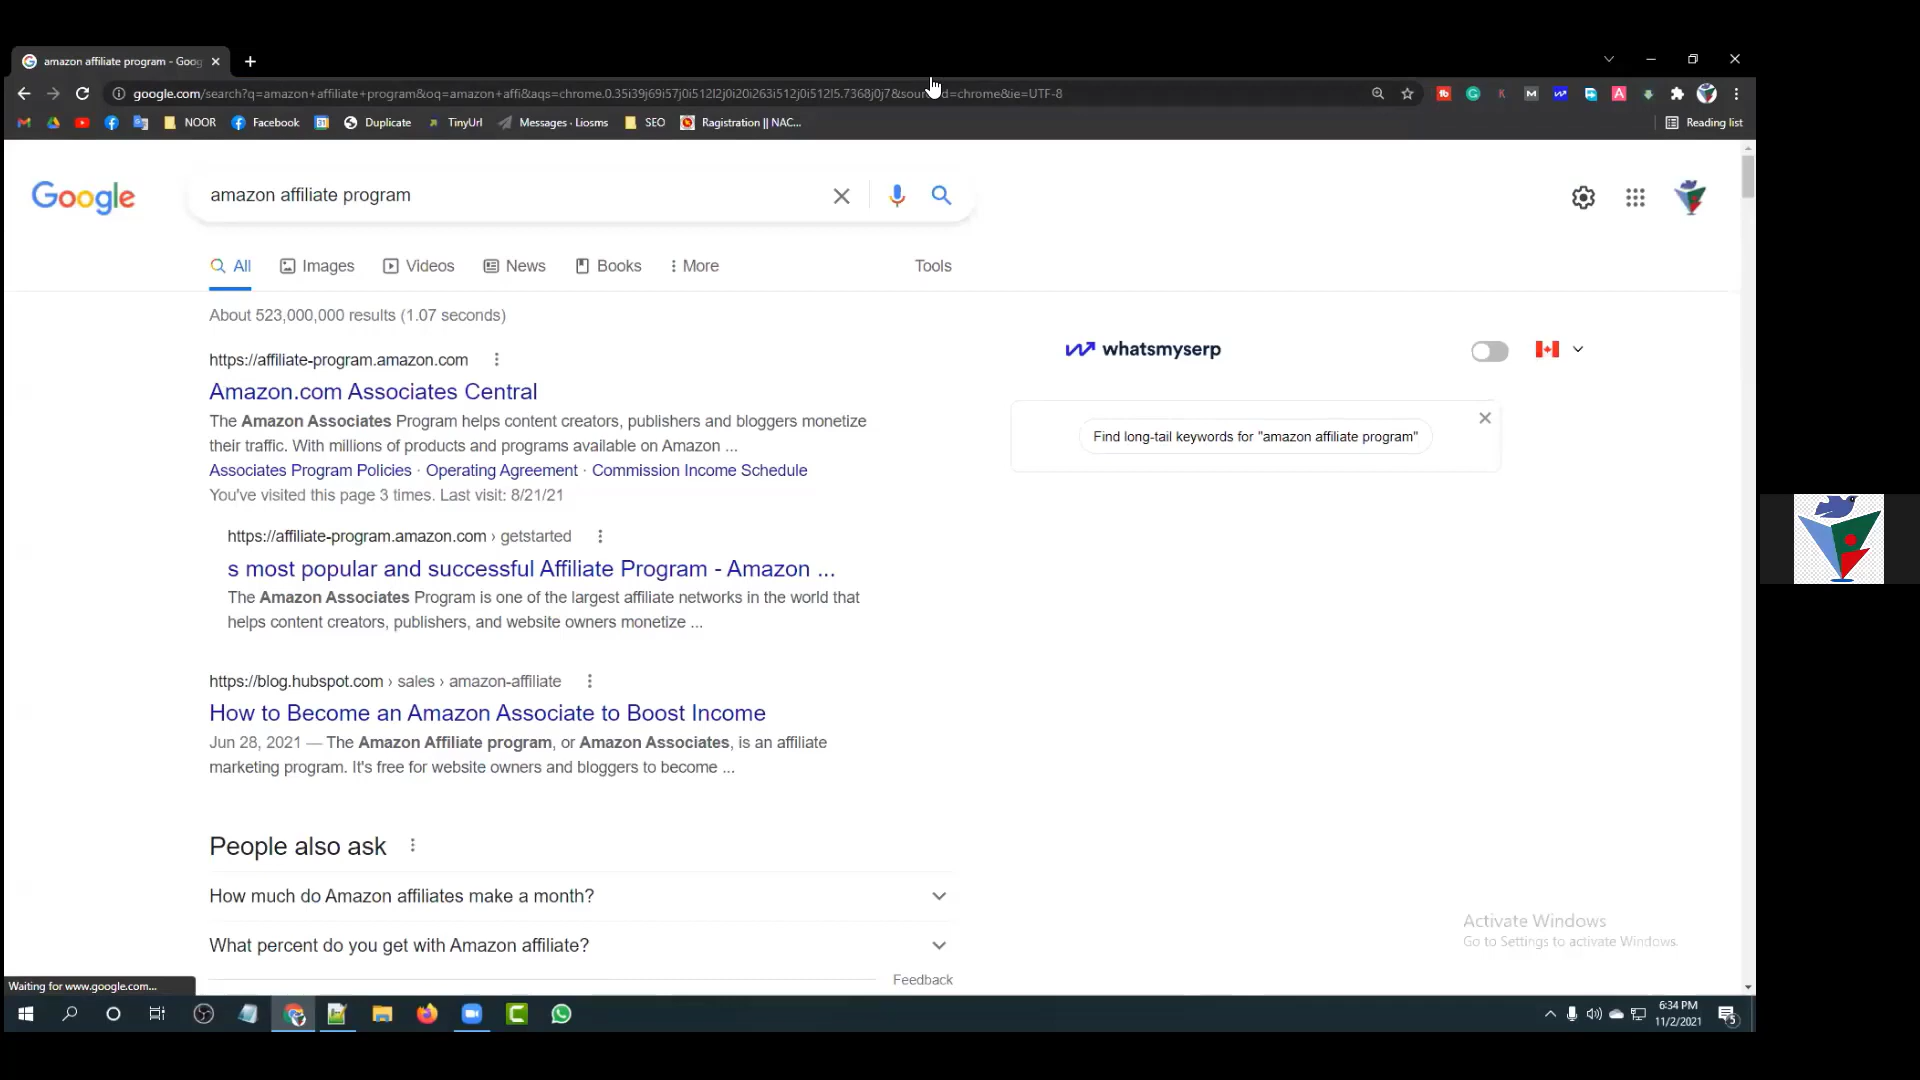 amazon affiliate program - Goog
google.com/search?q=amazon+affiliate+program&oq=amazon+affi&aqs=chrome.0.35i39j69i57j0i512l2j0i20i263i512j0i512l5.7368j0j7&sourceid=chrome&ie=UTF-8
NOOR
Facebook
Duplicate
TinyUrl
Messages - Liosms
SEO
Ragistration || NAC...
Reading list
Google
amazon affiliate program
All
Images
Videos
News
Books
More
Tools
About 523,000,000 results (1.07 seconds)
https://affiliate-program.amazon.com
Amazon.com Associates Central
The Amazon Associates Program helps content creators, publishers and bloggers monetize
their traffic. With millions of products and programs available on Amazon ...
Associates Program Policies · Operating Agreement · Commission Income Schedule
You've visited this page 3 times. Last visit: 8/21/21
https://affiliate-program.amazon.com › getstarted
s most popular and successful Affiliate Program - Amazon ...
The Amazon Associates Program is one of the largest affiliate networks in the world that
helps content creators, publishers, and website owners monetize ...
https://blog.hubspot.com › sales › amazon-affiliate
How to Become an Amazon Associate to Boost Income
Jun 28, 2021 — The Amazon Affiliate program, or Amazon Associates, is an affiliate
marketing program. It's free for website owners and bloggers to become ...
People also ask
How much do Amazon affiliates make a month?
What percent do you get with Amazon affiliate?
Feedback
whatsmyserp
Find long-tail keywords for "amazon affiliate program"
Activate Windows
Go to Settings to activate Windows.
Waiting for www.google.com...
6:34 PM
11/2/2021
5